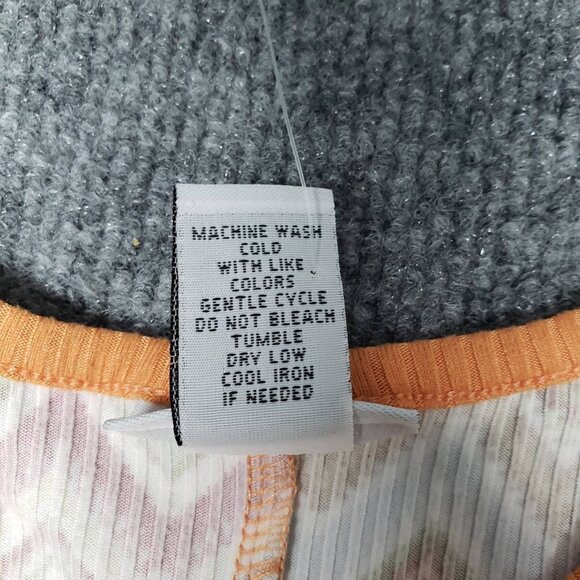 MACHINE WASH
COLD
WITH LIKE
COLORS
GENTLE CYCLE
DO NOT BLEACH
TUMBLE
DRY LOW
COOL IRON
IF NEEDED